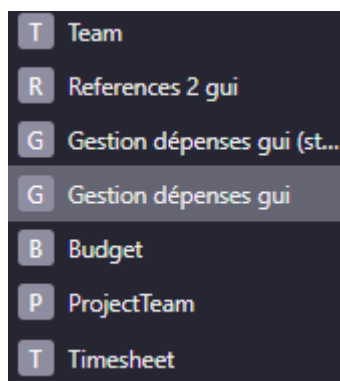 T Team
R References 2 gui
G Gestion dépenses gui (st...
G Gestion dépenses gui
B Budget
P ProjectTeam
T Timesheet